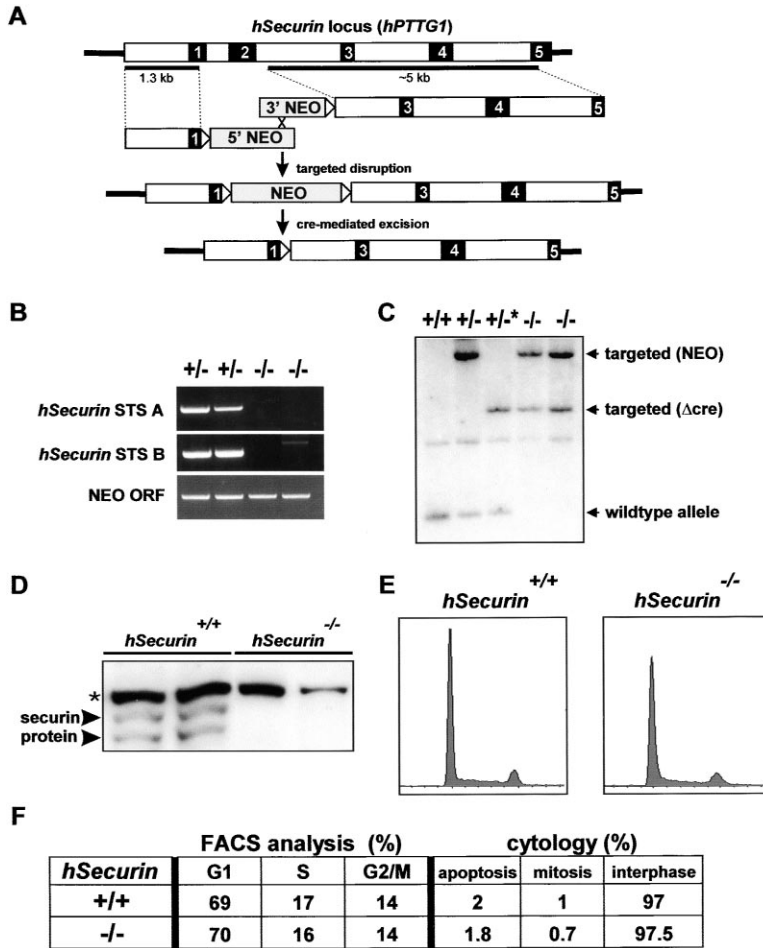 A
hSecurin locus (hPTTG1)
1 2 3 4 5
1.3 kb ~5 kb
3' NEO 3 4 5
1 5' NEO
targeted disruption
1 NEO 3 4 5
cre-mediated excision
1 3 4 5
B
+/- +/- -/- -/-
hSecurin STS A
hSecurin STS B
NEO ORF
C
+/+ +/- +/-* -/- -/-
targeted (NEO)
targeted (Δcre)
wildtype allele
D
hSecurin +/+ hSecurin -/-
*
securin
protein
E
hSecurin +/+ hSecurin -/-
F
FACS analysis (%) cytology (%)
hSecurin G1 S G2/M apoptosis mitosis interphase
+/+ 69 17 14 2 1 97
-/- 70 16 14 1.8 0.7 97.5